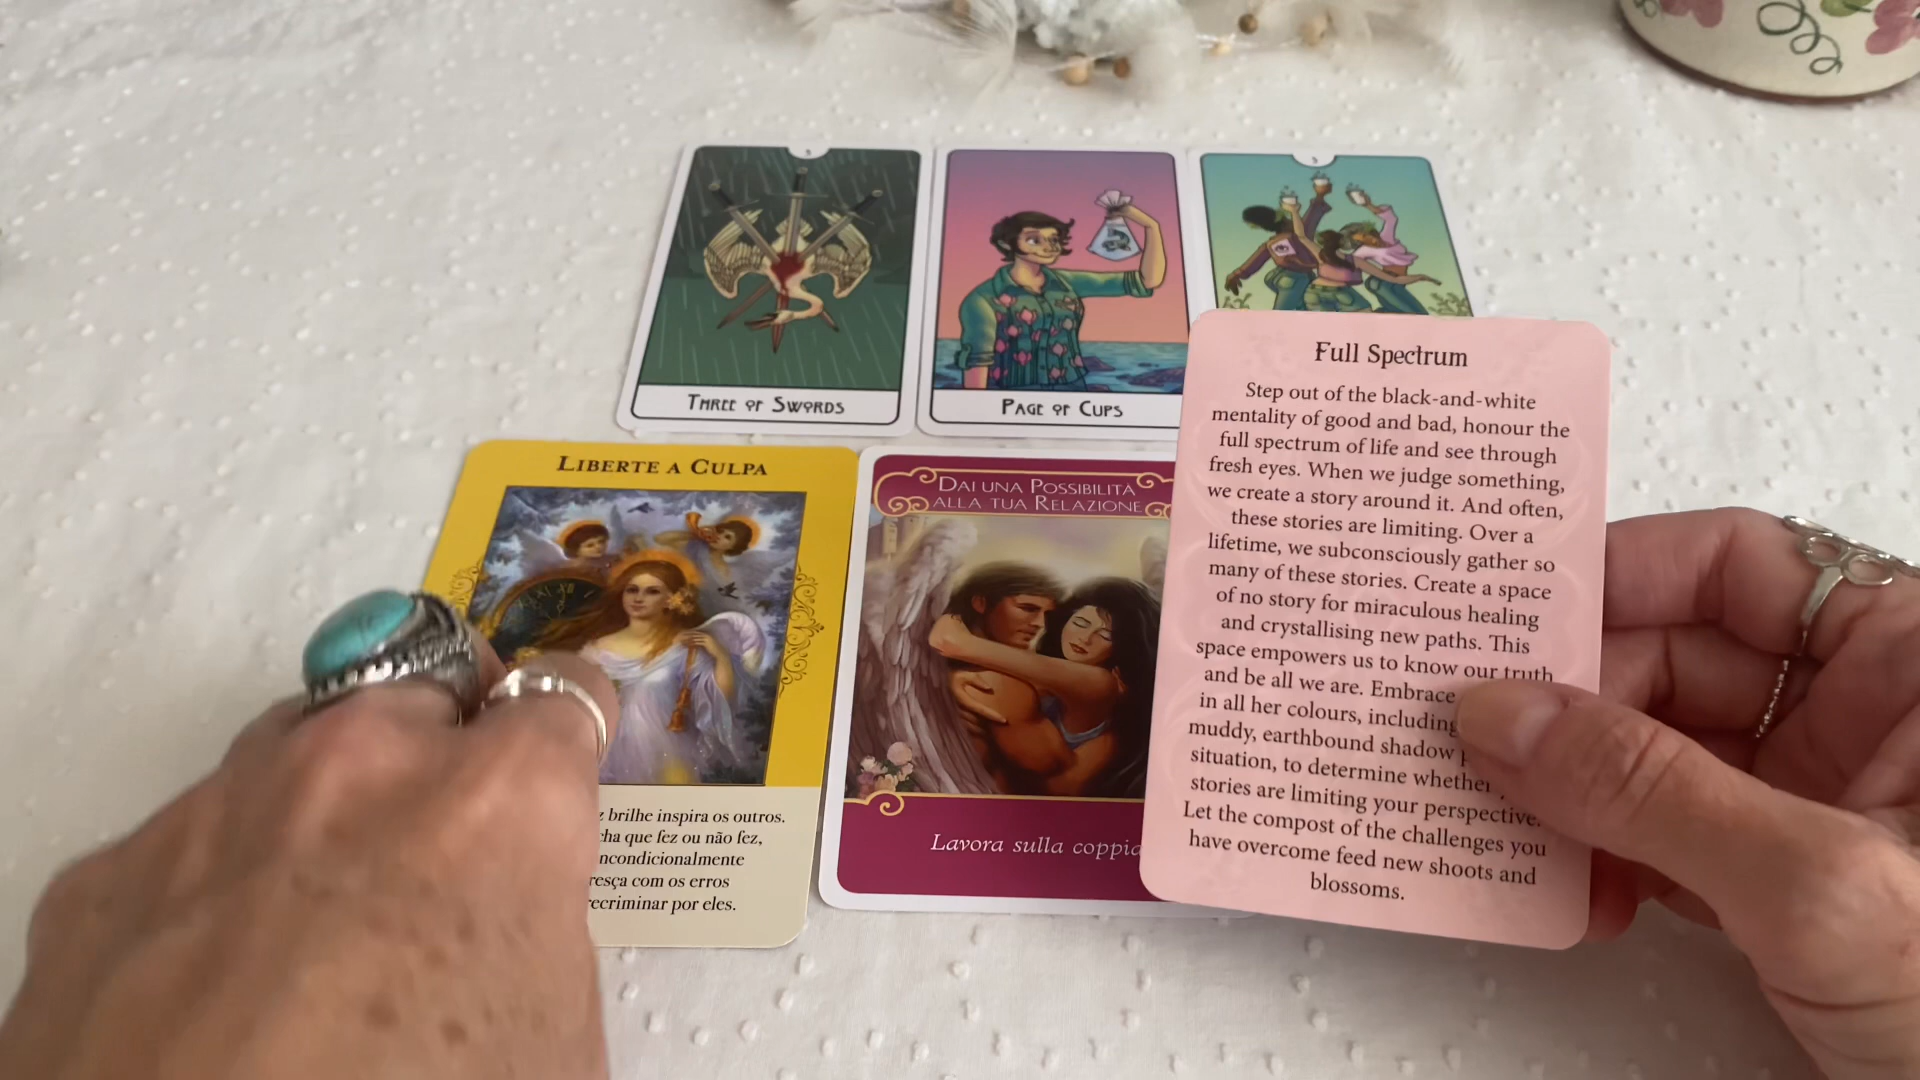 3
3
THREE OF SWORDS
PAGE OF CUPS
LIBERTE A CULPA
brilhe inspira os outros.
que fez ou não fez,
com os erros
por eles.
DAI UNA POSSIBILITÀ
ALLA TUA RELAZIONE
Lavora sulla
Full Spectrum
Step out of the black-and-white
mentality of good and bad, honour the
full spectrum of life and see through
fresh eyes. When we judge something,
we create a story around it. And often,
these stories are limiting. Over a
lifetime, we subconsciously gather so
many of these stories. Create a space
of no story for miraculous healing
and crystallising new paths. This
space empowers us to know our truth
and be all we are. Embrace
in all her colours, including
muddy, earthbound shadow
situation, to determine whether
stories are limiting your perspective.
Let the compost of the challenges you
have overcome feed new shoots and
blossoms.